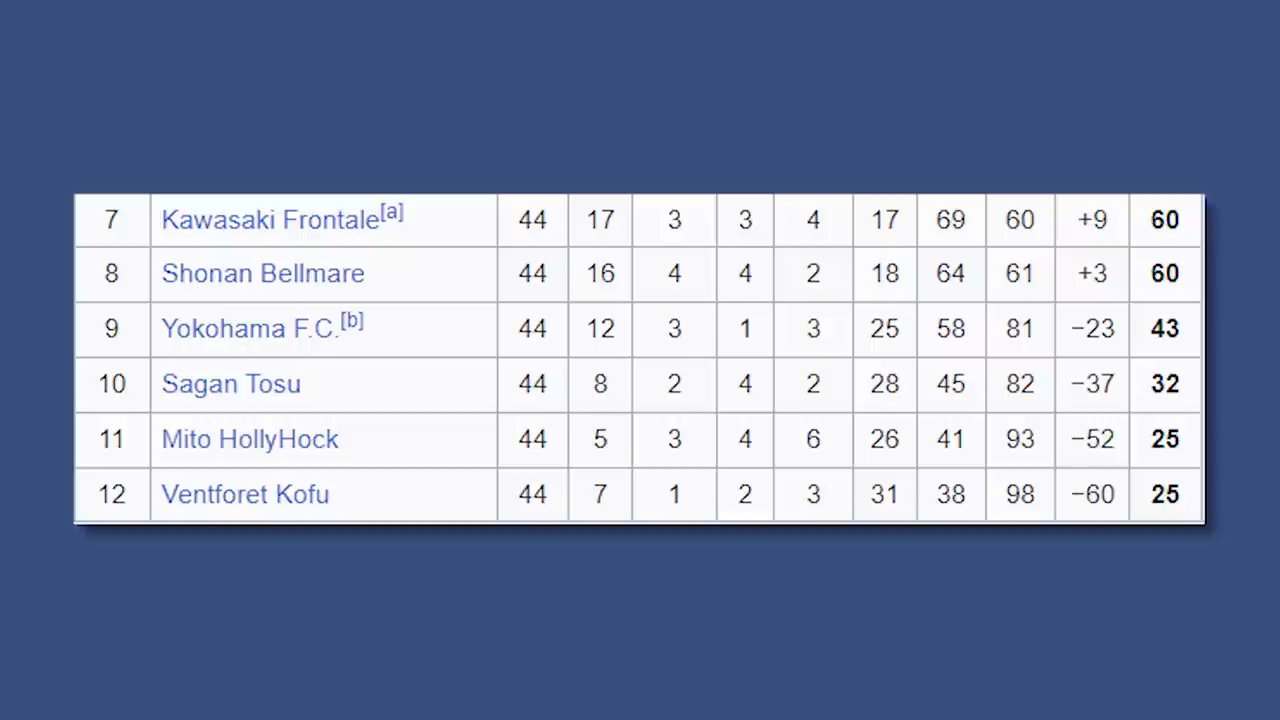 7 Kawasaki Frontale[a] 44 17 3 3 4 17 69 60 +9 60
8 Shonan Bellmare 44 16 4 4 2 18 64 61 +3 60
9 Yokohama F.C.[b] 44 12 3 1 3 25 58 81 −23 43
10 Sagan Tosu 44 8 2 4 2 28 45 82 −37 32
11 Mito HollyHock 44 5 3 4 6 26 41 93 −52 25
12 Ventforet Kofu 44 7 1 2 3 31 38 98 −60 25